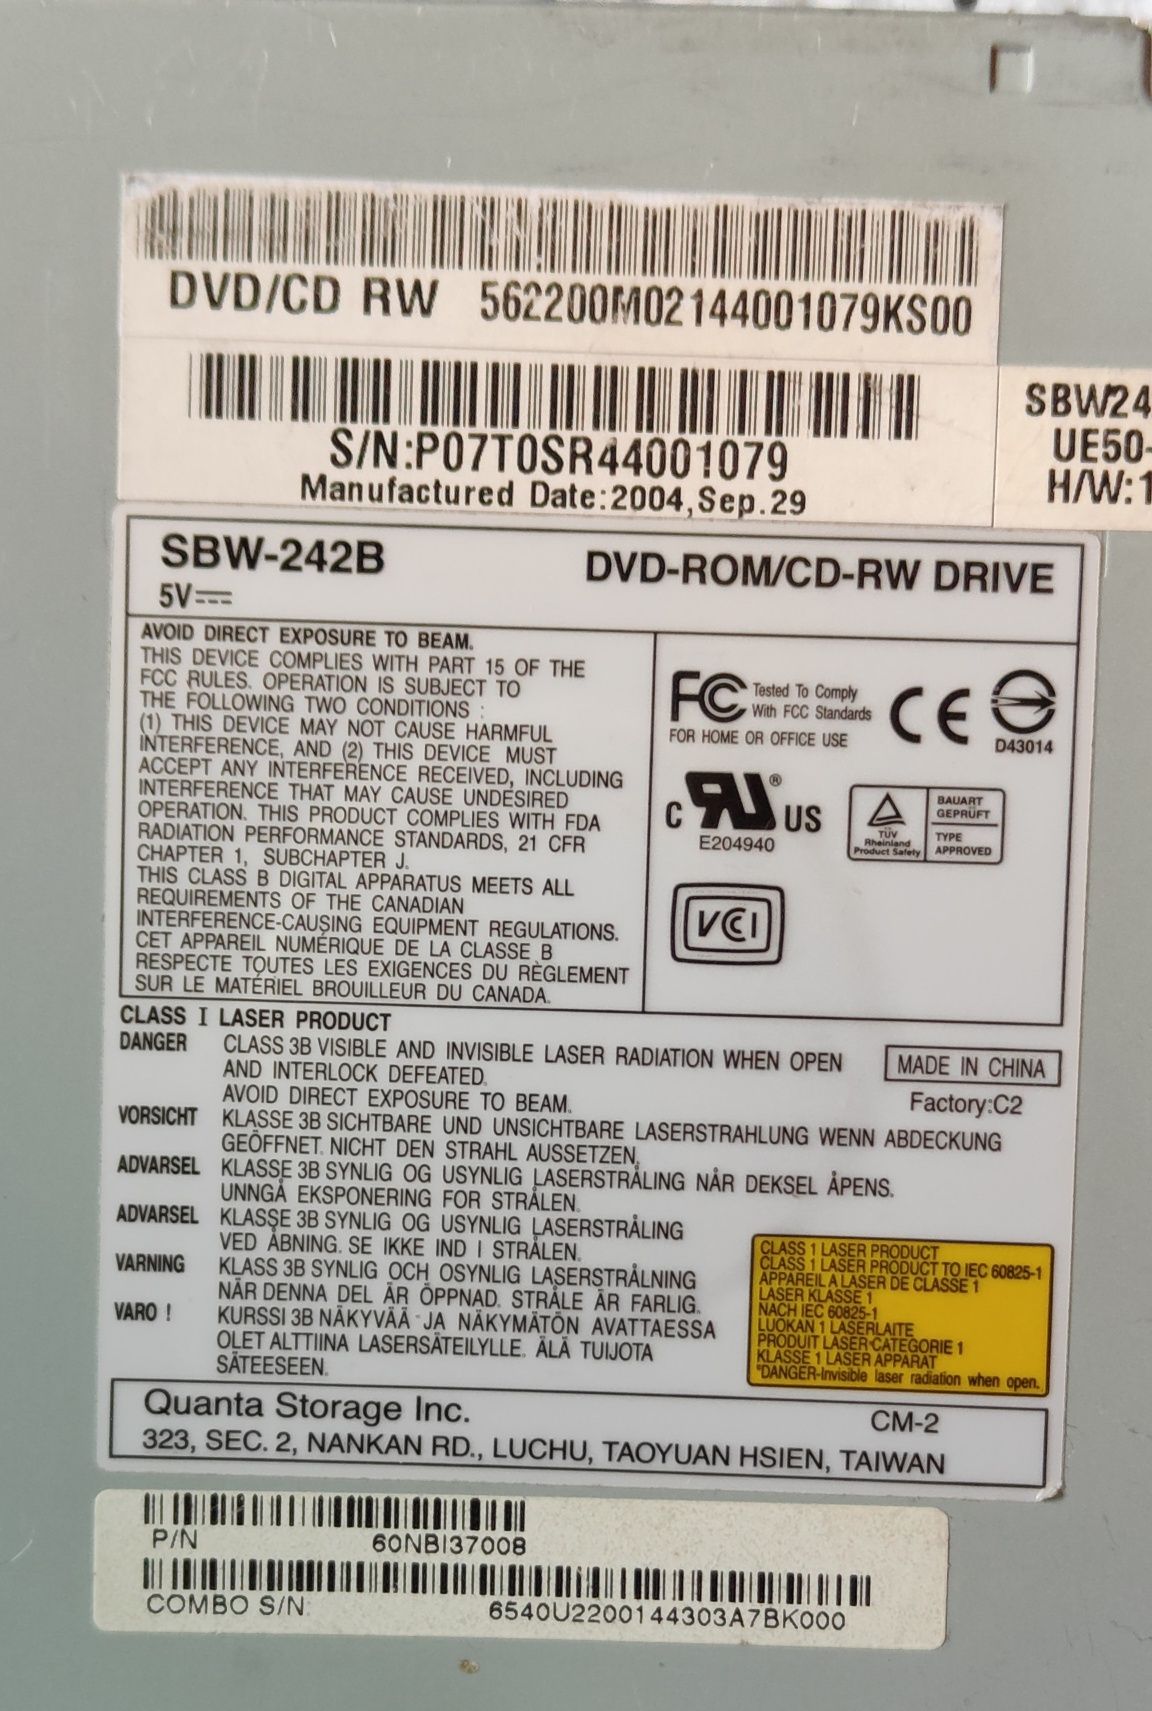 DVD/CD RW 562200M02144001079KS00
S/N:P07T0SR44001079
Manufactured Date:2004,Sep.29
SBW24
UE50-
H/W:1
SBW-242B DVD-ROM/CD-RW DRIVE
5V
AVOID DIRECT EXPOSURE TO BEAM.
THIS DEVICE COMPLIES WITH PART 15 OF THE
FCC RULES. OPERATION IS SUBJECT TO
THE FOLLOWING TWO CONDITIONS :
(1) THIS DEVICE MAY NOT CAUSE HARMFUL
INTERFERENCE, AND (2) THIS DEVICE MUST
ACCEPT ANY INTERFERENCE RECEIVED, INCLUDING
INTERFERENCE THAT MAY CAUSE UNDESIRED
OPERATION. THIS PRODUCT COMPLIES WITH FDA
RADIATION PERFORMANCE STANDARDS, 21 CFR
CHAPTER 1, SUBCHAPTER J.
THIS CLASS B DIGITAL APPARATUS MEETS ALL
REQUIREMENTS OF THE CANADIAN
INTERFERENCE-CAUSING EQUIPMENT REGULATIONS.
CET APPAREIL NUMÉRIQUE DE LA CLASSE B
RESPECTE TOUTES LES EXIGENCES DU RÈGLEMENT
SUR LE MATÉRIEL BROUILLEUR DU CANADA.
FC Tested To Comply
With FCC Standards
FOR HOME OR OFFICE USE
CE
D43014
C RU ® US
E204940
TÜV
Rheinland
Product Safety
BAUART
GEPRÜFT
TYPE
APPROVED
VCCI
CLASS I LASER PRODUCT
DANGER CLASS 3B VISIBLE AND INVISIBLE LASER RADIATION WHEN OPEN
AND INTERLOCK DEFEATED.
AVOID DIRECT EXPOSURE TO BEAM.
MADE IN CHINA
Factory:C2
VORSICHT KLASSE 3B SICHTBARE UND UNSICHTBARE LASERSTRAHLUNG WENN ABDECKUNG
GEÖFFNET. NICHT DEN STRAHL AUSSETZEN.
ADVARSEL KLASSE 3B SYNLIG OG USYNLIG LASERSTRÅLING NÅR DEKSEL ÅPENS.
UNNGÅ EKSPONERING FOR STRÅLEN.
ADVARSEL KLASSE 3B SYNLIG OG USYNLIG LASERSTRÅLING
VED ÅBNING. SE IKKE IND I STRÅLEN.
VARNING KLASS 3B SYNLIG OCH OSYNLIG LASERSTRÅLNING
NÄR DENNA DEL ÄR ÖPPNAD. STRÅLE ÄR FARLIG.
VARO ! KURSSI 3B NÄKYVÄÄ JA NÄKYMÄTÖN AVATTAESSA
OLET ALTTIINA LASERSÄTEILYLLE. ÄLÄ TUIJOTA
SÄTEESEEN.
CLASS 1 LASER PRODUCT
CLASS 1 LASER PRODUCT TO IEC 60825-1
APPAREIL A LASER DE CLASSE 1
LASER KLASSE 1
NACH IEC 60825-1
LUOKAN 1 LASERLAITE
PRODUIT LASER CATEGORIE 1
KLASSE 1 LASER APPARAT
"DANGER-Invisible laser radiation when open.
Quanta Storage Inc. CM-2
323, SEC. 2, NANKAN RD., LUCHU, TAOYUAN HSIEN, TAIWAN
P/N 60NBI37008
COMBO S/N: 6540U2200144303A7BK000